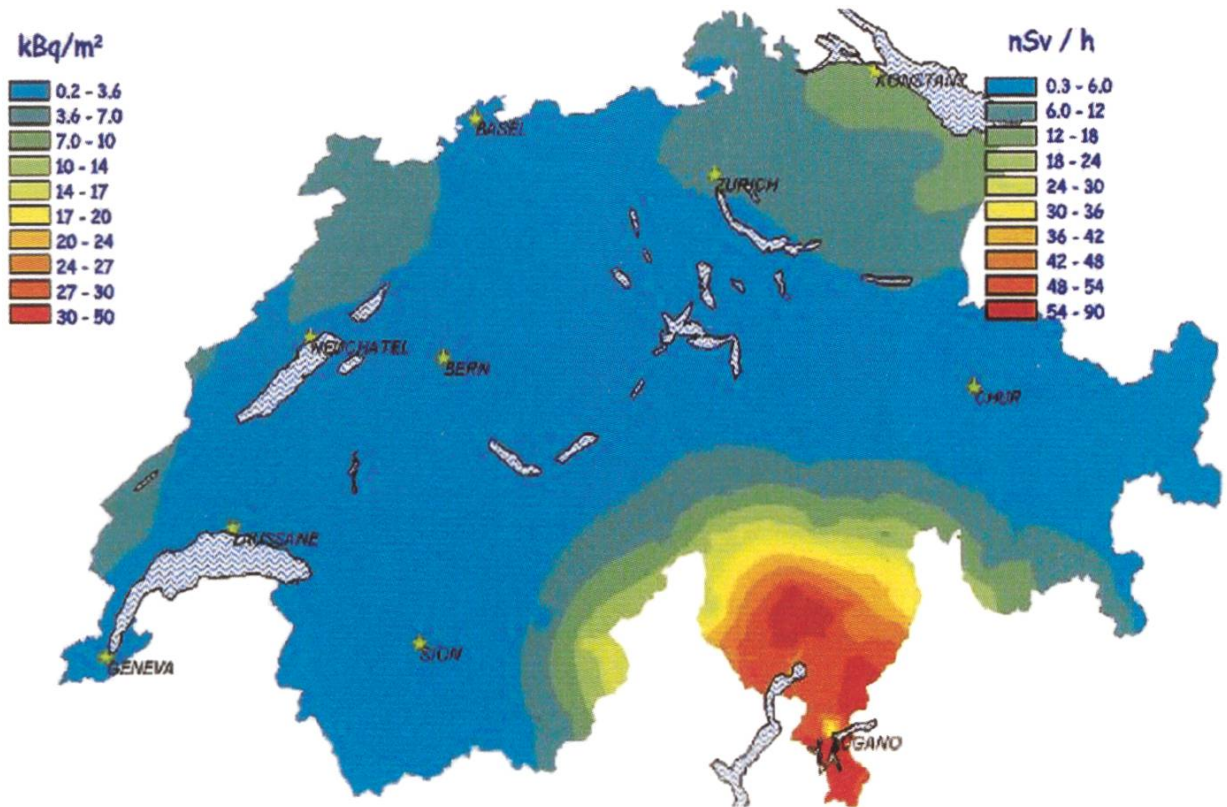 kBq/m²
0.2 - 3.6
3.6 - 7.0
7.0 - 10
10 - 14
14 - 17
17 - 20
20 - 24
24 - 27
27 - 30
30 - 50
nSv / h
0.3 - 6.0
6.0 - 12
12 - 18
18 - 24
24 - 30
30 - 36
36 - 42
42 - 48
48 - 54
54 - 90
KONSTANZ
BASEL
ZURICH
NEUCHATEL
BERN
CHUR
LAUSSANE
SION
GENEVA
LUGANO